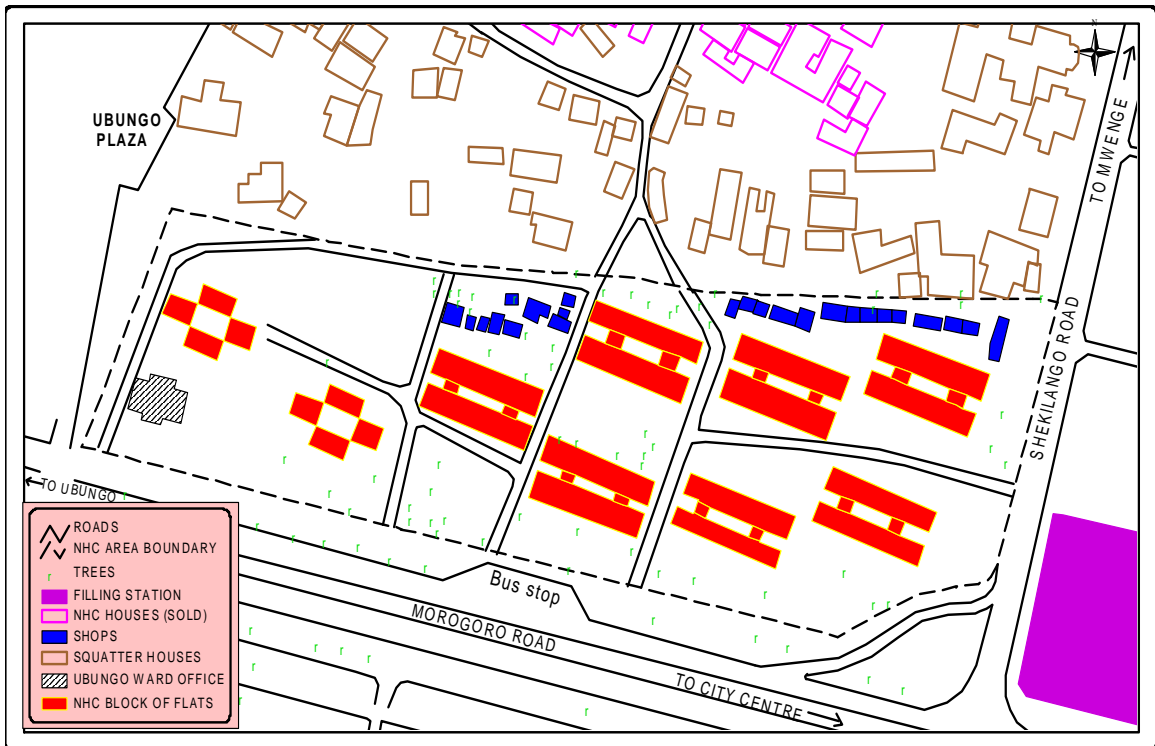 N
UBUNGO
PLAZA
TO MWENGE
SHEKILANGO ROAD
TO UBUNGO
Bus stop
MOROGORO ROAD
TO CITY CENTRE
ROADS
NHC AREA BOUNDARY
TREES
FILLING STATION
NHC HOUSES (SOLD)
SHOPS
SQUATTER HOUSES
UBUNGO WARD OFFICE
NHC BLOCK OF FLATS